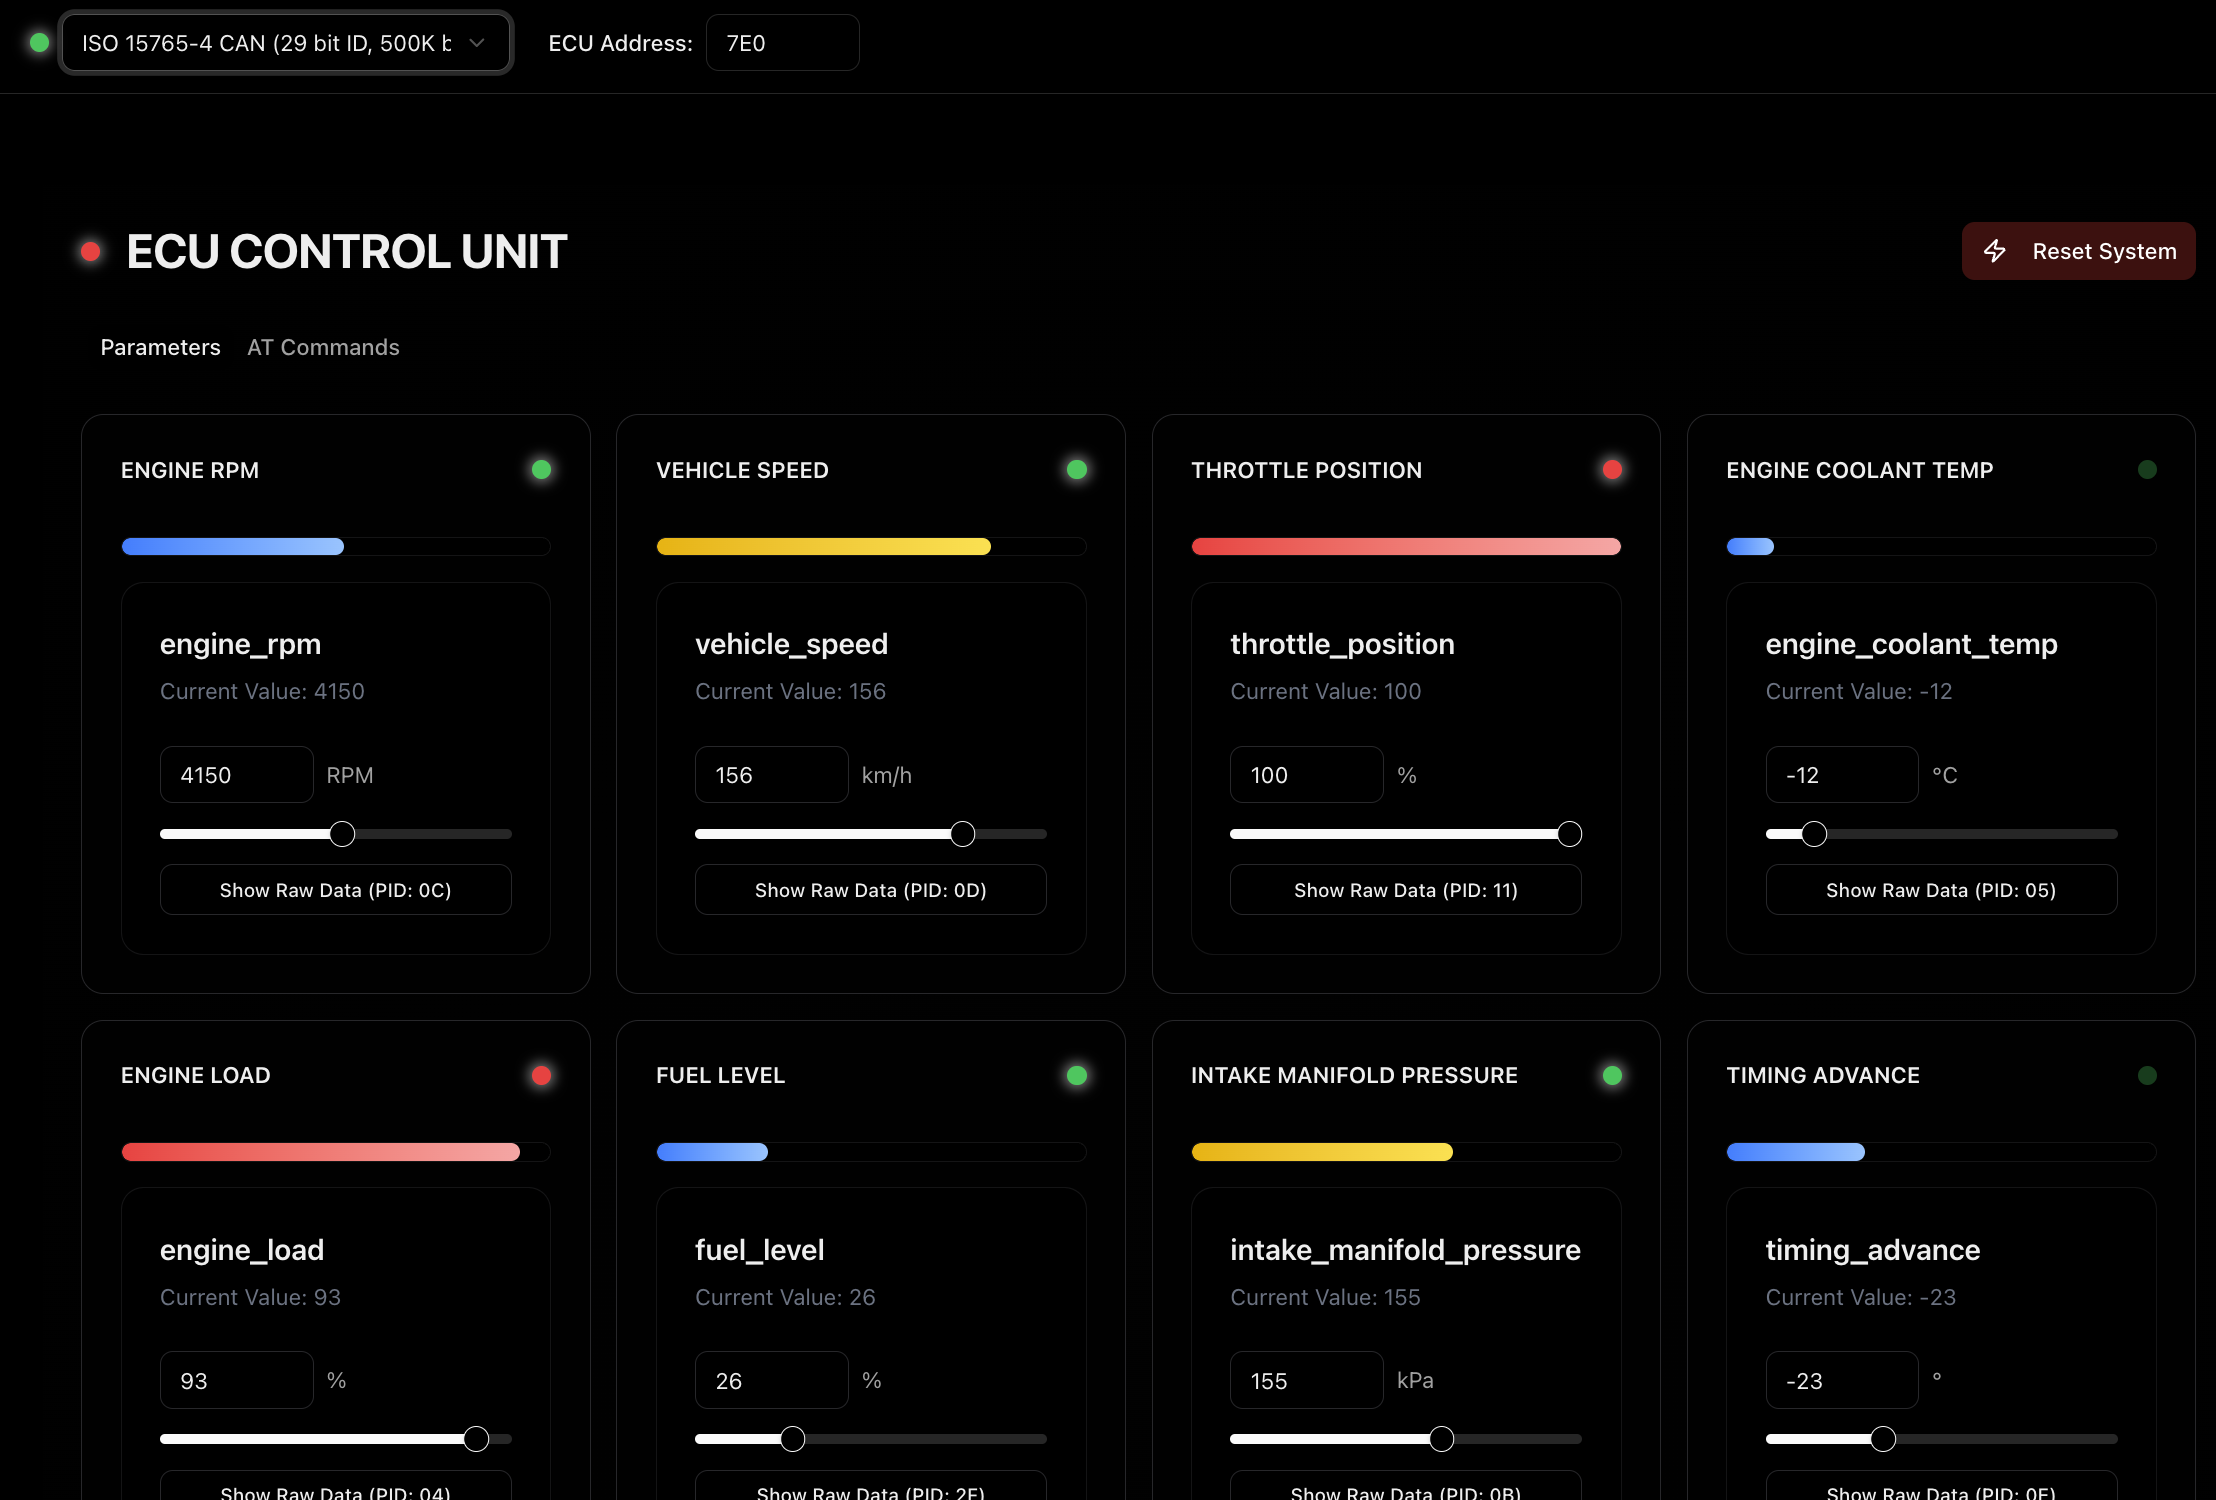 ISO 15765-4 CAN (29 bit ID, 500K b
ECU Address: 7E0
ECU CONTROL UNIT
Reset System
Parameters AT Commands
ENGINE RPM
engine_rpm
Current Value: 4150
4150 RPM
Show Raw Data (PID: 0C)
VEHICLE SPEED
vehicle_speed
Current Value: 156
156 km/h
Show Raw Data (PID: 0D)
THROTTLE POSITION
throttle_position
Current Value: 100
100 %
Show Raw Data (PID: 11)
ENGINE COOLANT TEMP
engine_coolant_temp
Current Value: -12
-12 °C
Show Raw Data (PID: 05)
ENGINE LOAD
engine_load
Current Value: 93
93 %
Show Raw Data (PID: 04)
FUEL LEVEL
fuel_level
Current Value: 26
26 %
Show Raw Data (PID: 2F)
INTAKE MANIFOLD PRESSURE
intake_manifold_pressure
Current Value: 155
155 kPa
Show Raw Data (PID: 0B)
TIMING ADVANCE
timing_advance
Current Value: -23
-23 °
Show Raw Data (PID: 0E)